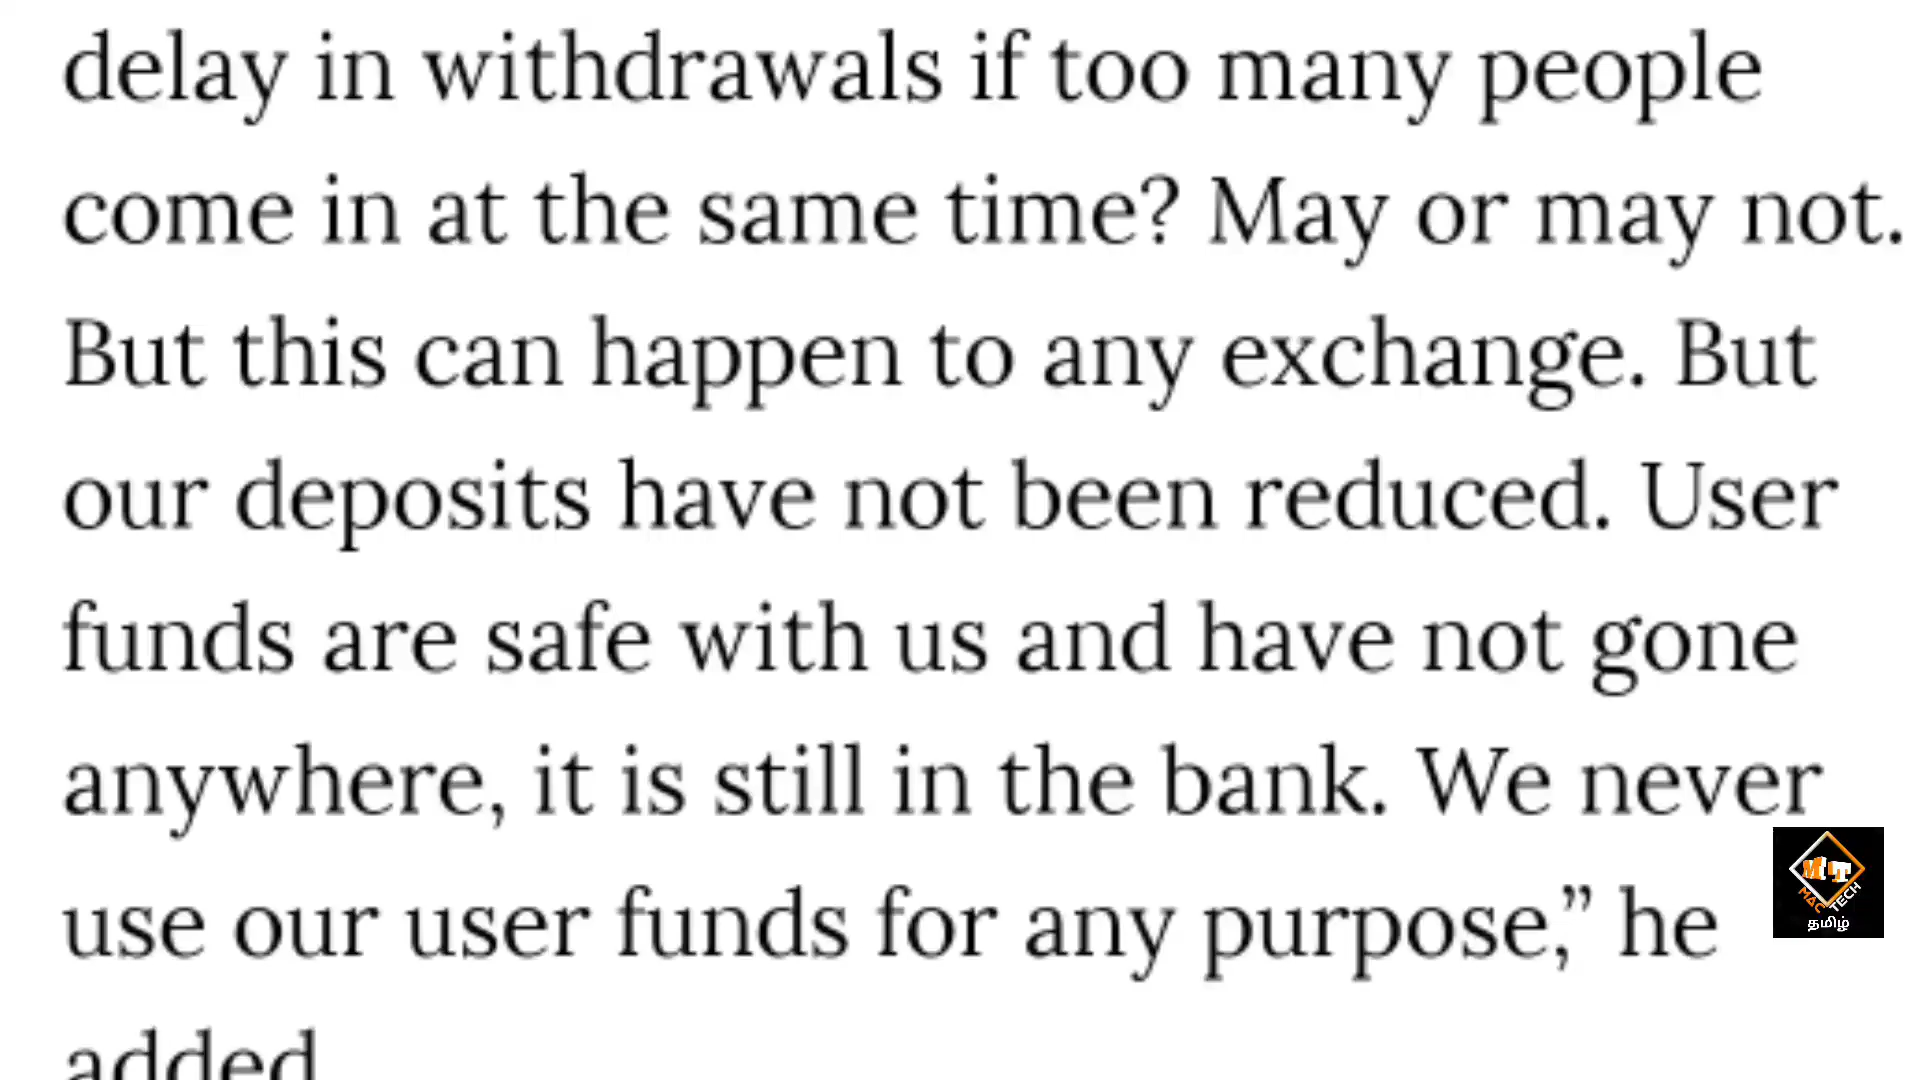 delay in withdrawals if too many people
come in at the same time? May or may not.
But this can happen to any exchange. But
our deposits have not been reduced. User
funds are safe with us and have not gone
anywhere, it is still in the bank. We never
use our user funds for any purpose,” he
added
MT
MAC TECH
தமிழ்